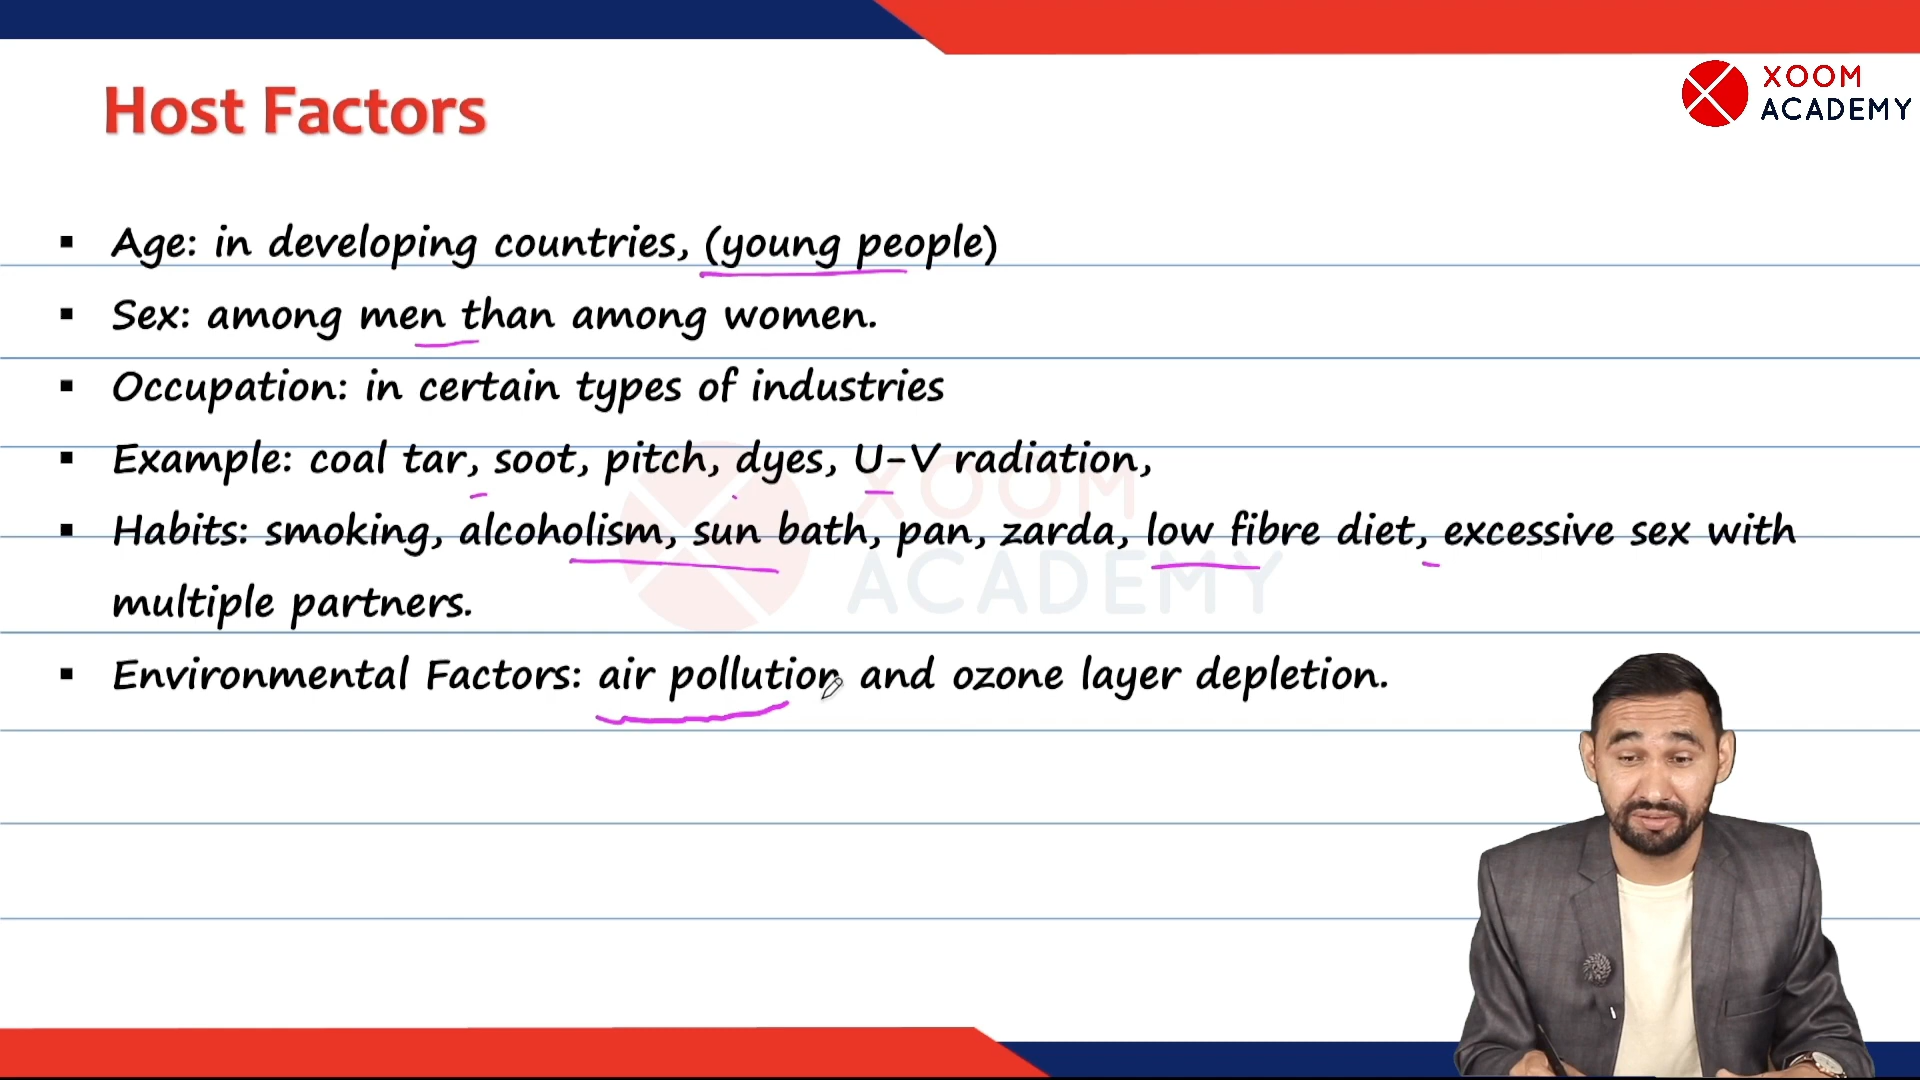 Host Factors
XOOM
ACADEMY
▪ Age: in developing countries, (young people)
▪ Sex: among men than among women.
▪ Occupation: in certain types of industries
▪ Example: coal tar, soot, pitch, dyes, U-V radiation,
▪ Habits: smoking, alcoholism, sun bath, pan, zarda, low fibre diet, excessive sex with
multiple partners.
▪ Environmental Factors: air pollution and ozone layer depletion.
XOOM
ACADEMY